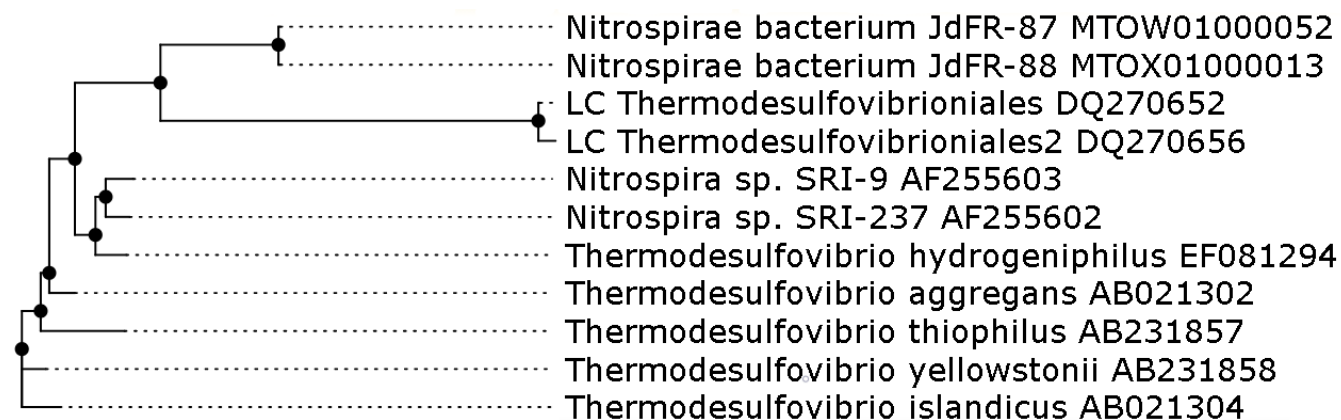 Nitrospirae bacterium JdFR-87 MTOW01000052
Nitrospirae bacterium JdFR-88 MTOX01000013
LC Thermodesulfovibrioniales DQ270652
LC Thermodesulfovibrioniales2 DQ270656
Nitrospira sp. SRI-9 AF255603
Nitrospira sp. SRI-237 AF255602
Thermodesulfovibrio hydrogeniphilus EF081294
Thermodesulfovibrio aggregans AB021302
Thermodesulfovibrio thiophilus AB231857
Thermodesulfovibrio yellowstonii AB231858
Thermodesulfovibrio islandicus AB021304